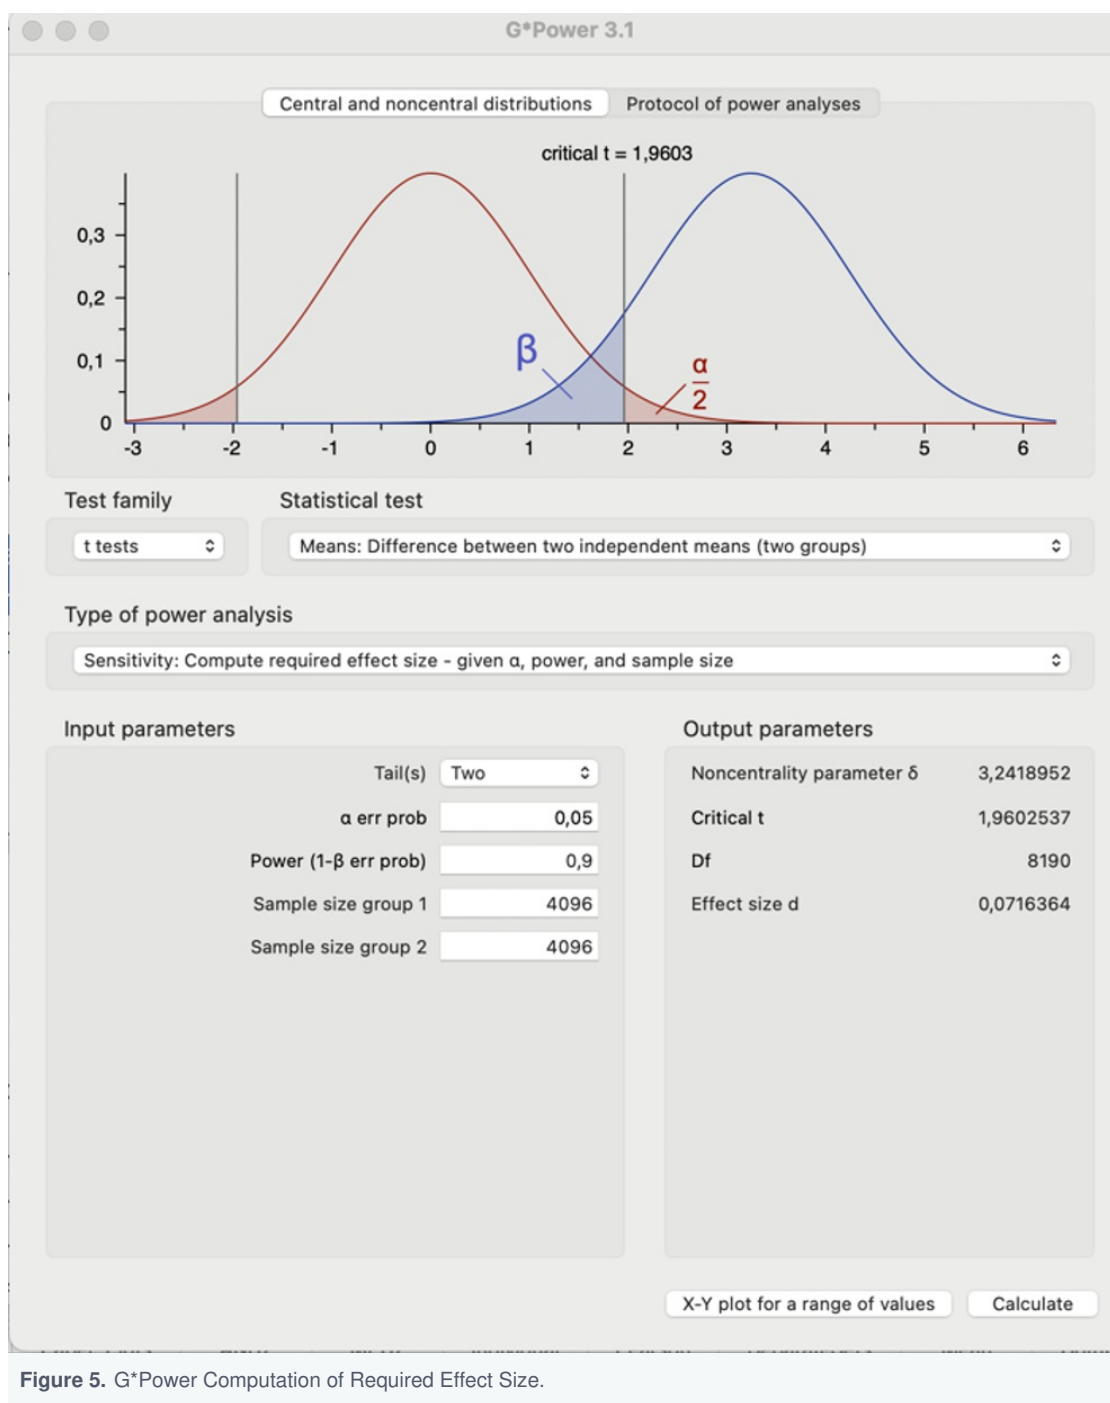 G*Power 3.1
Central and noncentral distributions Protocol of power analyses
critical t = 1,9603
0,3
0,2
0,1
0
β
α
2
-3 -2 -1 0 1 2 3 4 5 6
Test family Statistical test
t tests Means: Difference between two independent means (two groups)
Type of power analysis
Sensitivity: Compute required effect size - given α, power, and sample size
Input parameters Output parameters
Tail(s) Two Noncentrality parameter δ 3,2418952
α err prob 0,05 Critical t 1,9602537
Power (1-β err prob) 0,9 Df 8190
Sample size group 1 4096 Effect size d 0,0716364
Sample size group 2 4096
X-Y plot for a range of values Calculate
Figure 5. G*Power Computation of Required Effect Size.